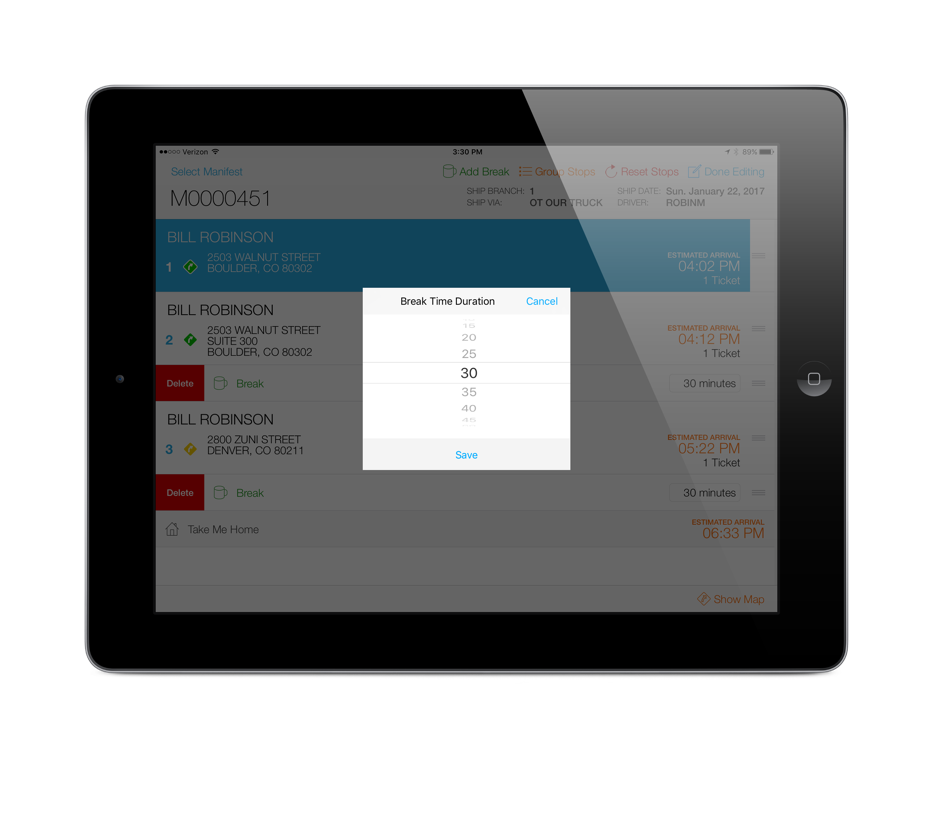 Verizon 3:30 PM 89%
Select Manifest Add Break Group Stops Reset Stops Done Editing
M0000451
SHIP BRANCH: 1 SHIP DATE: Sun. January 22, 2017
SHIP VIA: OT OUR TRUCK DRIVER: ROBINM
BILL ROBINSON
1 2503 WALNUT STREET
BOULDER, CO 80302
ESTIMATED ARRIVAL
04:02 PM
1 Ticket
BILL ROBINSON
2 2503 WALNUT STREET
SUITE 300
BOULDER, CO 80302
ESTIMATED ARRIVAL
04:12 PM
1 Ticket
Delete Break 30 minutes
BILL ROBINSON
3 2800 ZUNI STREET
DENVER, CO 80211
ESTIMATED ARRIVAL
05:22 PM
1 Ticket
Delete Break 30 minutes
Take Me Home
ESTIMATED ARRIVAL
06:33 PM
Show Map
Break Time Duration Cancel
15
20
25
30
35
40
45
Save